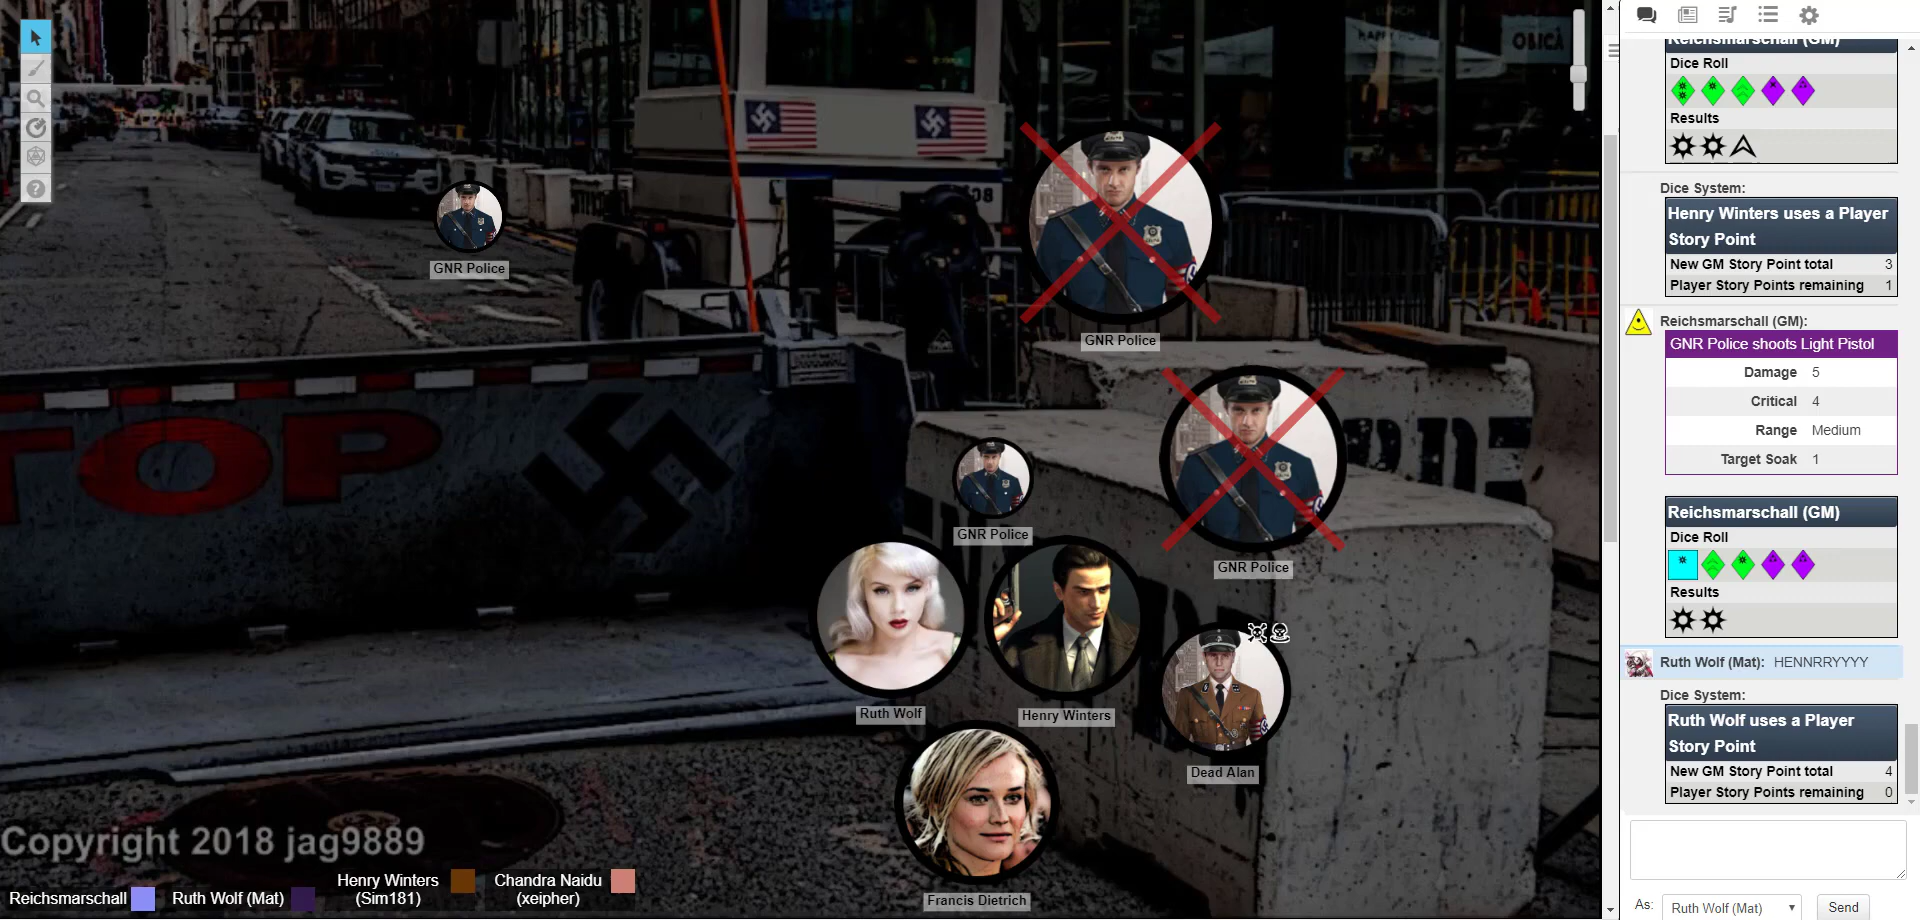 LUNCH
HAPPY
OBICÀ
08
TOP
GNR Police
GNR Police
GNR Police
GNR Police
Ruth Wolf
Henry Winters
Dead Alan
Francis Dietrich
Copyright 2018 jag9889
Reichsmarschall
Ruth Wolf (Mat)
Henry Winters
(Sim181)
Chandra Naidu
(xeipher)
Reichsmarschall (GM)
Dice Roll
Results
Dice System:
Henry Winters uses a Player
Story Point
New GM Story Point total 3
Player Story Points remaining 1
Reichsmarschall (GM):
GNR Police shoots Light Pistol
Damage 5
Critical 4
Range Medium
Target Soak 1
Reichsmarschall (GM)
Dice Roll
Results
Ruth Wolf (Mat): HENNRRYYYY
Dice System:
Ruth Wolf uses a Player
Story Point
New GM Story Point total 4
Player Story Points remaining 0
As: Ruth Wolf (Mat)
Send